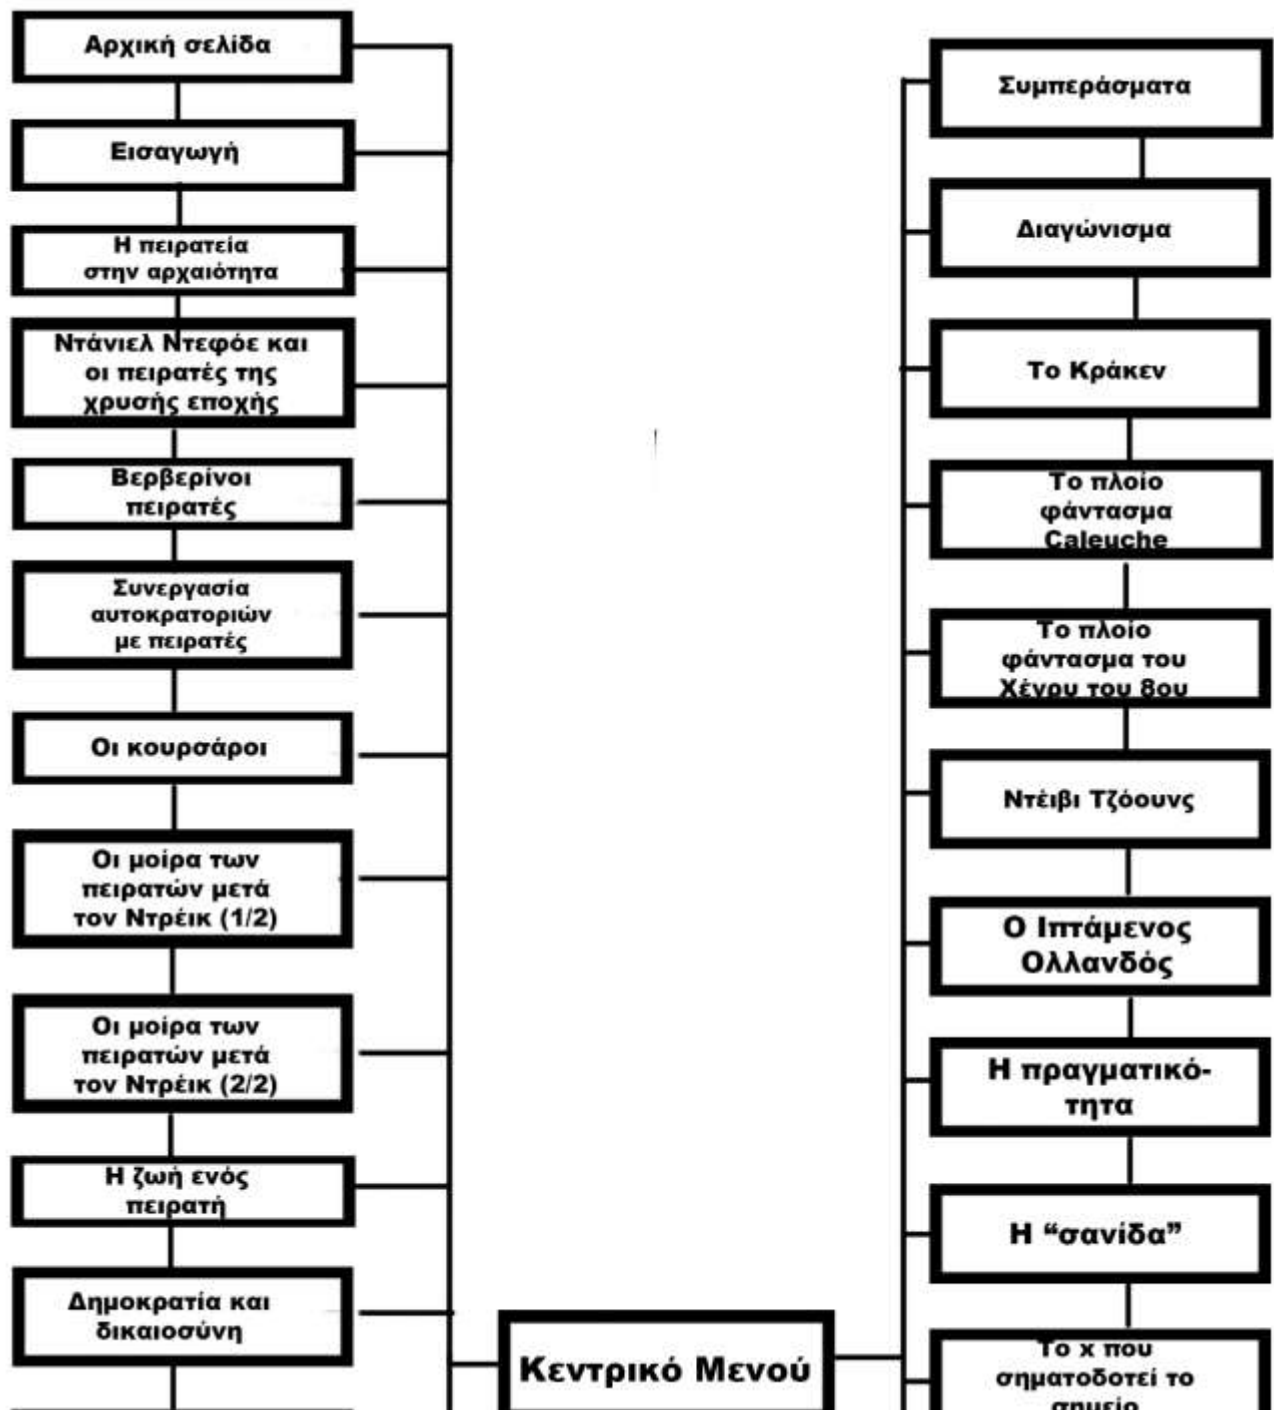 Αρχική σελίδα
Εισαγωγή
Η πειρατεία
στην αρχαιότητα
Ντάνιελ Ντεφόε και
οι πειρατές της
χρυσής εποχής
Βερβερίνοι
πειρατές
Συνεργασία
αυτοκρατοριών
με πειρατές
Οι κουρσάροι
Οι μοίρα των
πειρατών μετά
τον Ντρέικ (1/2)
Οι μοίρα των
πειρατών μετά
τον Ντρέικ (2/2)
Η ζωή ενός
πειρατή
Δημοκρατία και
δικαιοσύνη
Κεντρικό Μενού
Συμπεράσματα
Διαγώνισμα
Το Κράκεν
Το πλοίο
φάντασμα
Caleuche
Το πλοίο
φάντασμα του
Χένρυ του 8ου
Ντέιβι Τζόουνς
Ο Ιπτάμενος
Ολλανδός
Η πραγματικό-
τητα
Η “σανίδα”
Το x που
σηματοδοτεί το
σημείο